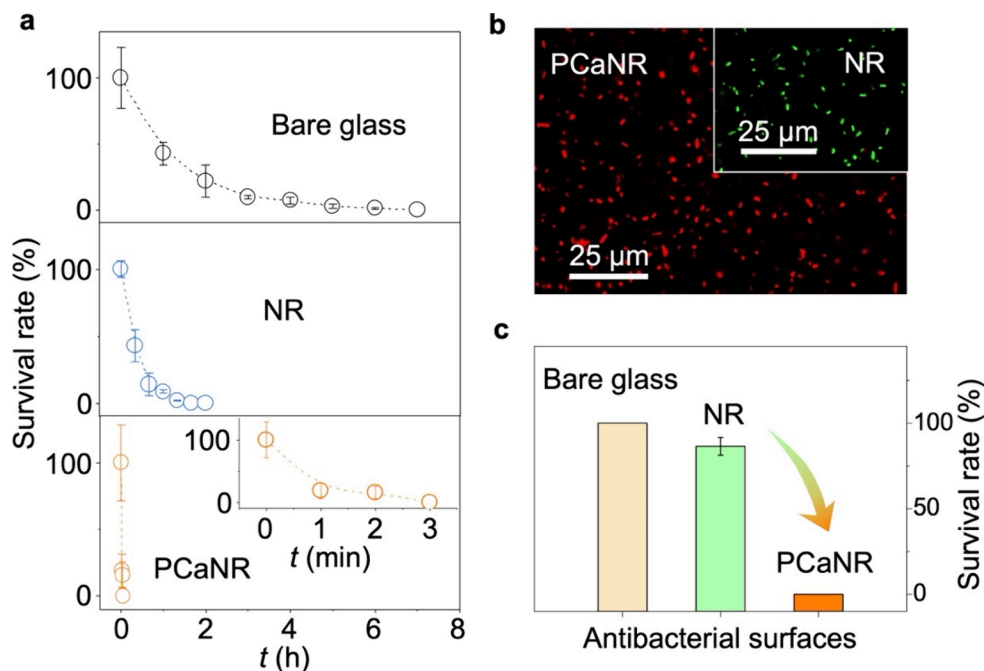 a
Survival rate (%)
100
0
Bare glass
100
0
NR
100
0
PCaNR
100
0
0 1 2 3
t (min)
0 2 4 6 8
t (h)
b
PCaNR
25 μm
NR
25 μm
c
Bare glass
NR
PCaNR
100
50
0
Survival rate (%)
Antibacterial surfaces